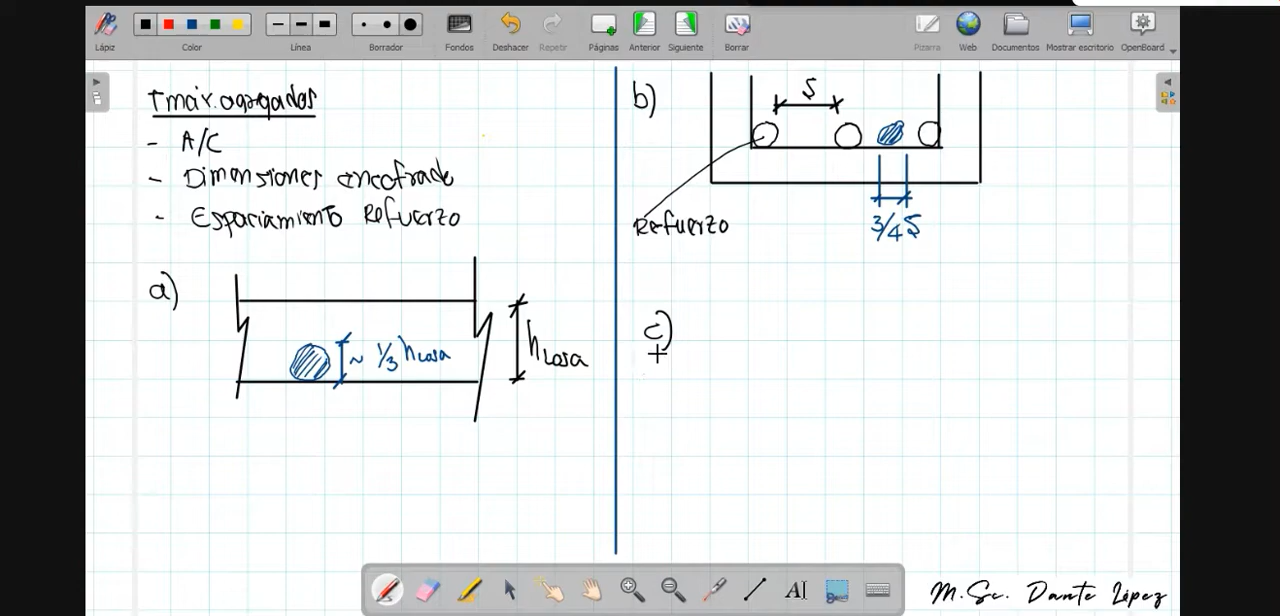 Lápiz Color Línea Borrador Fondos Deshacer Repetir Páginas Anterior Siguiente Borrar Pizarra Web Documentos Mostrar escritorio OpenBoard
Tmáx. agregados
- A/C
- Dimensiones encofrado
- Espaciamiento Refuerzo
a)
~ 1/3 hLosa
hLosa
b)
S
Refuerzo
3/4 S
c)
M.Sc. Dante López